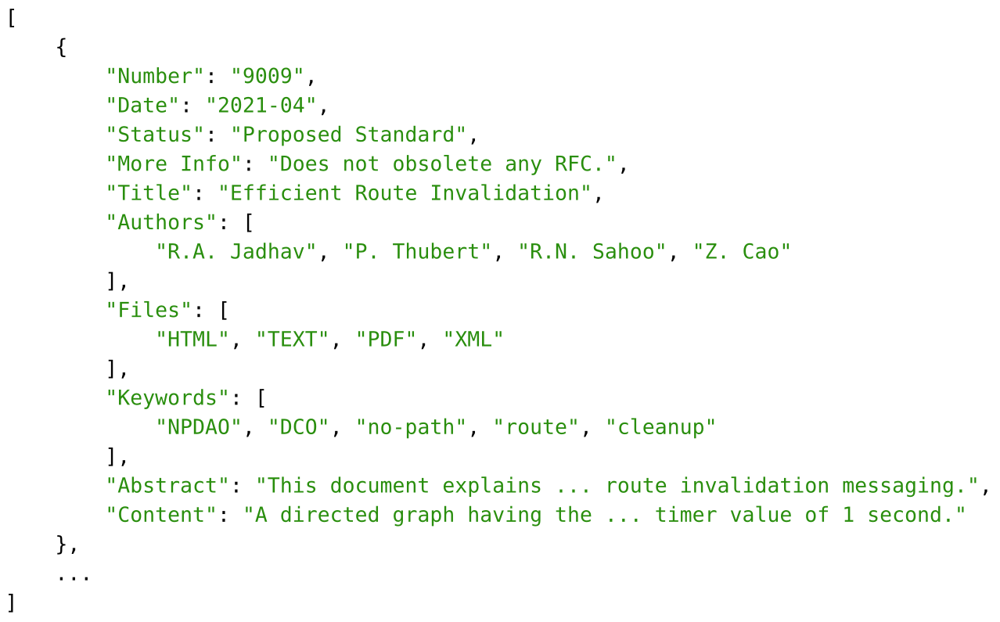 [
    {
        "Number": "9009",
        "Date": "2021-04",
        "Status": "Proposed Standard",
        "More Info": "Does not obsolete any RFC.",
        "Title": "Efficient Route Invalidation",
        "Authors": [
            "R.A. Jadhav", "P. Thubert", "R.N. Sahoo", "Z. Cao"
        ],
        "Files": [
            "HTML", "TEXT", "PDF", "XML"
        ],
        "Keywords": [
            "NPDAO", "DCO", "no-path", "route", "cleanup"
        ],
        "Abstract": "This document explains ... route invalidation messaging.",
        "Content": "A directed graph having the ... timer value of 1 second."
    },
    ...
]